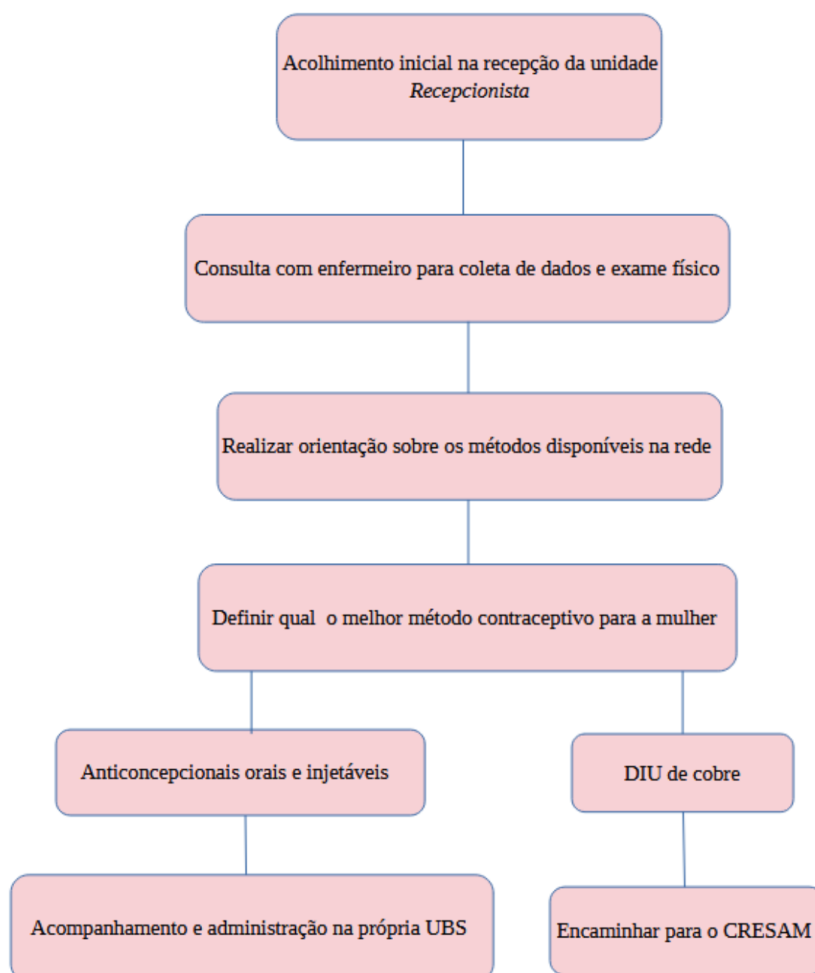 Acolhimento inicial na recepção da unidade
Recepcionista
Consulta com enfermeiro para coleta de dados e exame físico
Realizar orientação sobre os métodos disponíveis na rede
Definir qual  o melhor método contraceptivo para a mulher
Anticoncepcionais orais e injetáveis
DIU de cobre
Acompanhamento e administração na própria UBS
Encaminhar para o CRESAM